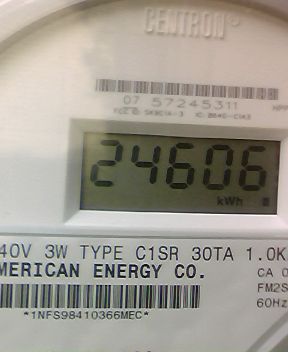 CENTRON®
07 57245311
24606
kWh
40V 3W TYPE C1SR 30TA 1.0K
MERICAN ENERGY CO.
CA 0
FM2S
60Hz
*1NFS98410366MEC*